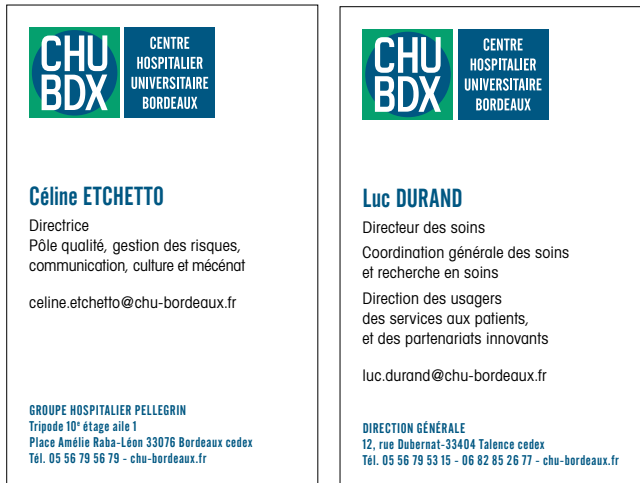 CHU
BDX
CENTRE
HOSPITALIER
UNIVERSITAIRE
BORDEAUX
Céline ETCHETTO
Directrice
Pôle qualité, gestion des risques,
communication, culture et mécénat
celine.etchetto@chu-bordeaux.fr
GROUPE HOSPITALIER PELLEGRIN
Tripode 10e étage aile 1
Place Amélie Raba-Léon 33076 Bordeaux cedex
Tél. 05 56 79 56 79 - chu-bordeaux.fr
CHU
BDX
CENTRE
HOSPITALIER
UNIVERSITAIRE
BORDEAUX
Luc DURAND
Directeur des soins
Coordination générale des soins
et recherche en soins
Direction des usagers
des services aux patients,
et des partenariats innovants
luc.durand@chu-bordeaux.fr
DIRECTION GÉNÉRALE
12, rue Dubernat-33404 Talence cedex
Tél. 05 56 79 53 15 - 06 82 85 26 77 - chu-bordeaux.fr